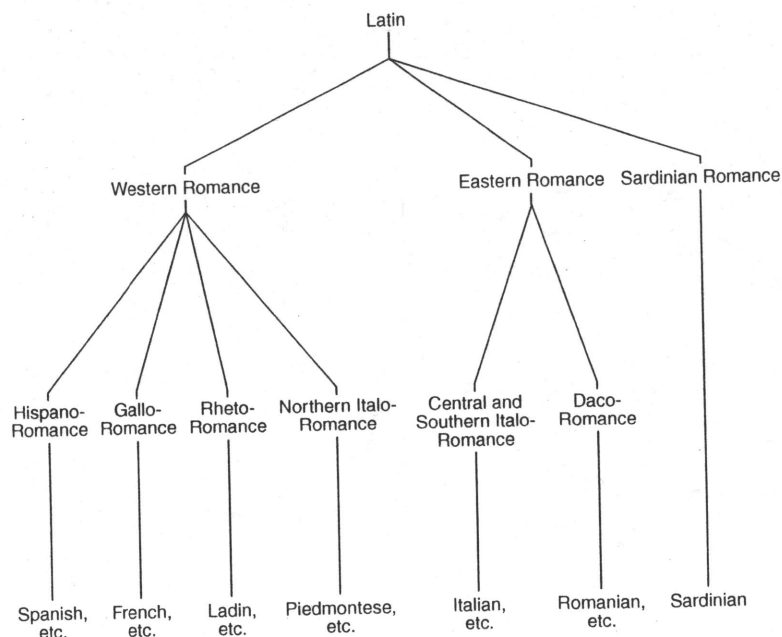 Latin
Western Romance
Eastern Romance
Sardinian Romance
Hispano-
Romance
Gallo-
Romance
Rheto-
Romance
Northern Italo-
Romance
Central and
Southern Italo-
Romance
Daco-
Romance
Spanish,
etc.
French,
etc.
Ladin,
etc.
Piedmontese,
etc.
Italian,
etc.
Romanian,
etc.
Sardinian